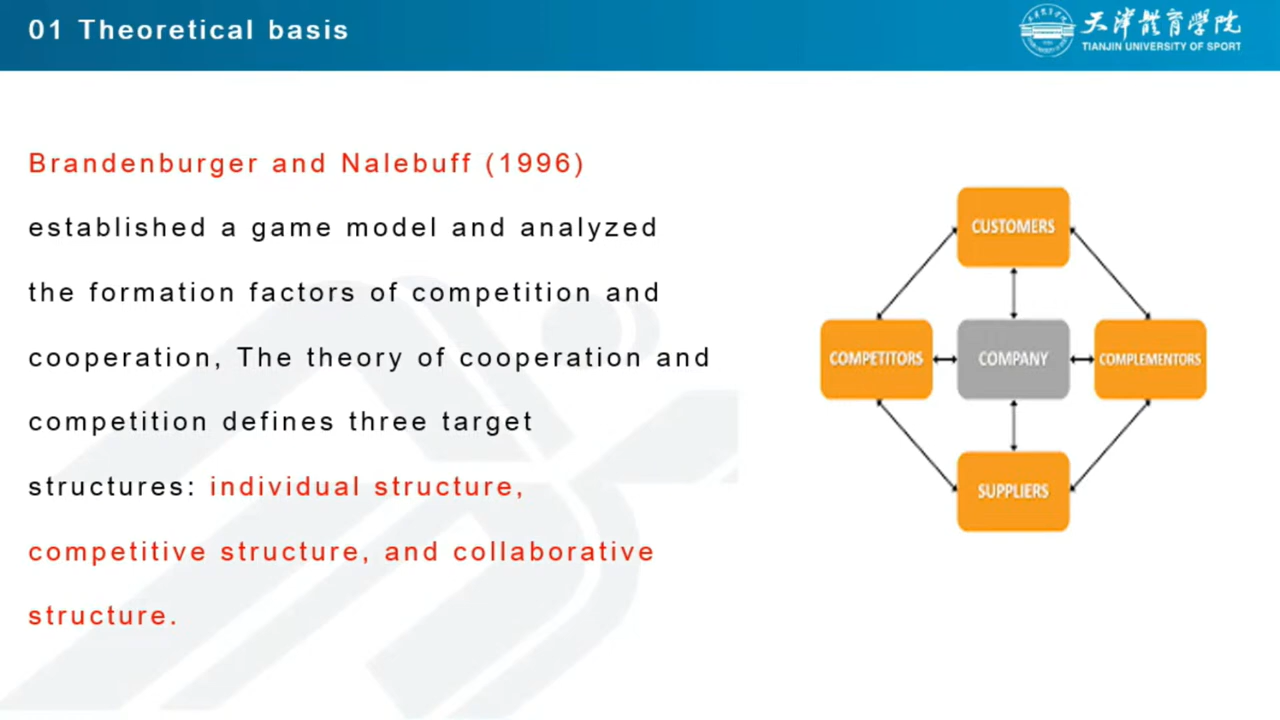 01 Theoretical basis
天津體育學院
TIANJIN UNIVERSITY OF SPORT
Brandenburger and Nalebuff (1996)
established a game model and analyzed
the formation factors of competition and
cooperation, The theory of cooperation and
competition defines three target
structures: individual structure,
competitive structure, and collaborative
structure.
CUSTOMERS
COMPETITORS
COMPANY
COMPLEMENTORS
SUPPLIERS